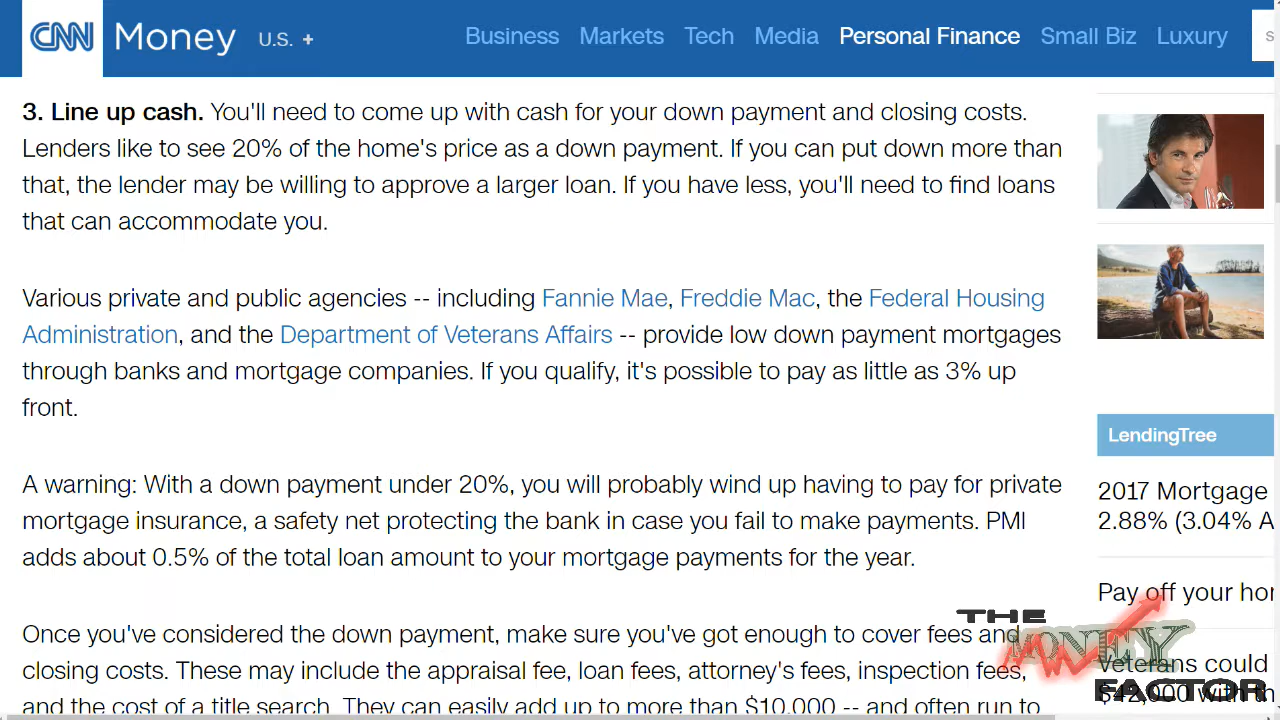 CNN Money U.S. + Business Markets Tech Media Personal Finance Small Biz Luxury
3. Line up cash. You'll need to come up with cash for your down payment and closing costs.
Lenders like to see 20% of the home's price as a down payment. If you can put down more than
that, the lender may be willing to approve a larger loan. If you have less, you'll need to find loans
that can accommodate you.
Various private and public agencies -- including Fannie Mae, Freddie Mac, the Federal Housing
Administration, and the Department of Veterans Affairs -- provide low down payment mortgages
through banks and mortgage companies. If you qualify, it's possible to pay as little as 3% up
front.
A warning: With a down payment under 20%, you will probably wind up having to pay for private
mortgage insurance, a safety net protecting the bank in case you fail to make payments. PMI
adds about 0.5% of the total loan amount to your mortgage payments for the year.
Once you've considered the down payment, make sure you've got enough to cover fees and
closing costs. These may include the appraisal fee, loan fees, attorney's fees, inspection fees,
and the cost of a title search. They can easily add up to more than $10,000 -- and often run to
LendingTree
2017 Mortgage
2.88% (3.04% A
Pay off your hor
Veterans could
$42,000 with th
THE
MONEY
FACTOR